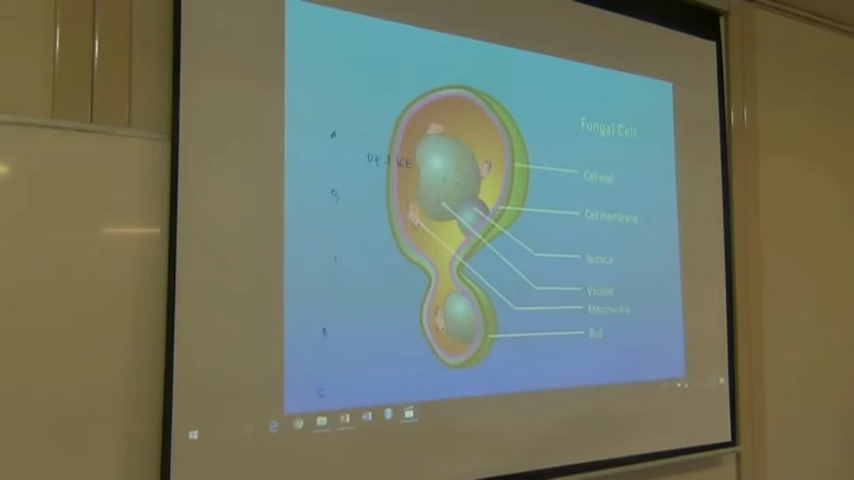 Fungal Cell
A
Cell wall
B
Cell membrane
Nucleus
Vacuole
Mitochondria
Bud
B
C